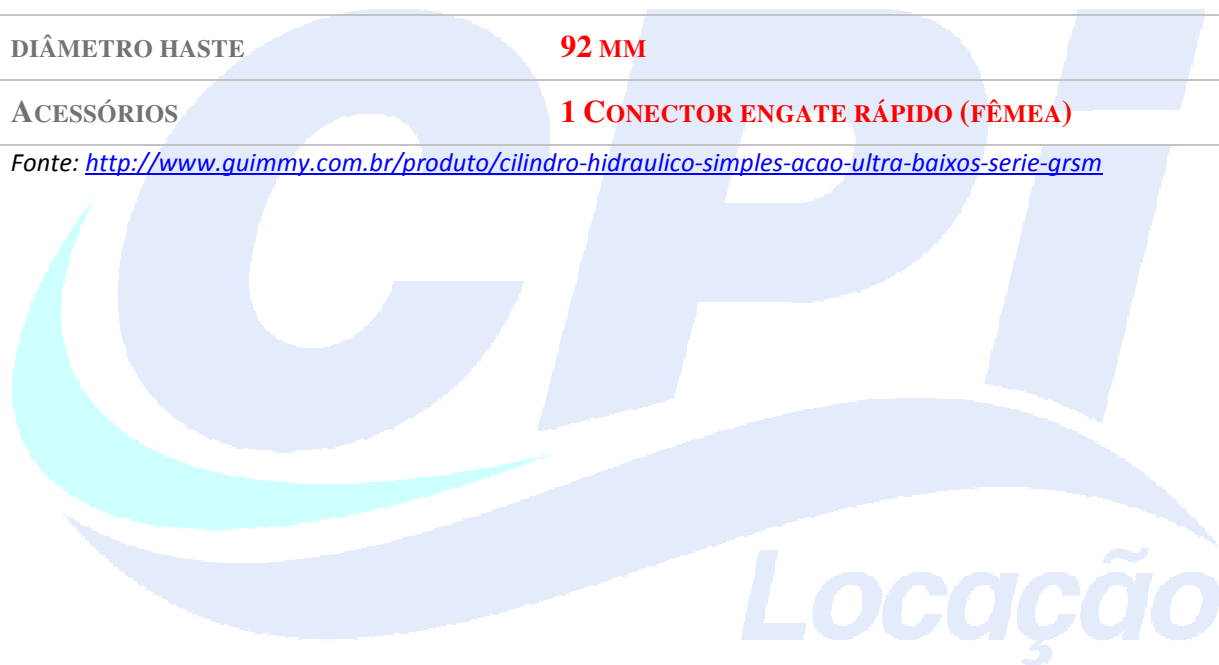 DIÂMETRO HASTE 92 MM
ACESSÓRIOS 1 CONECTOR ENGATE RÁPIDO (FÊMEA)
Fonte: http://www.guimmy.com.br/produto/cilindro-hidraulico-simples-acao-ultra-baixos-serie-grsm
CPi
Locação